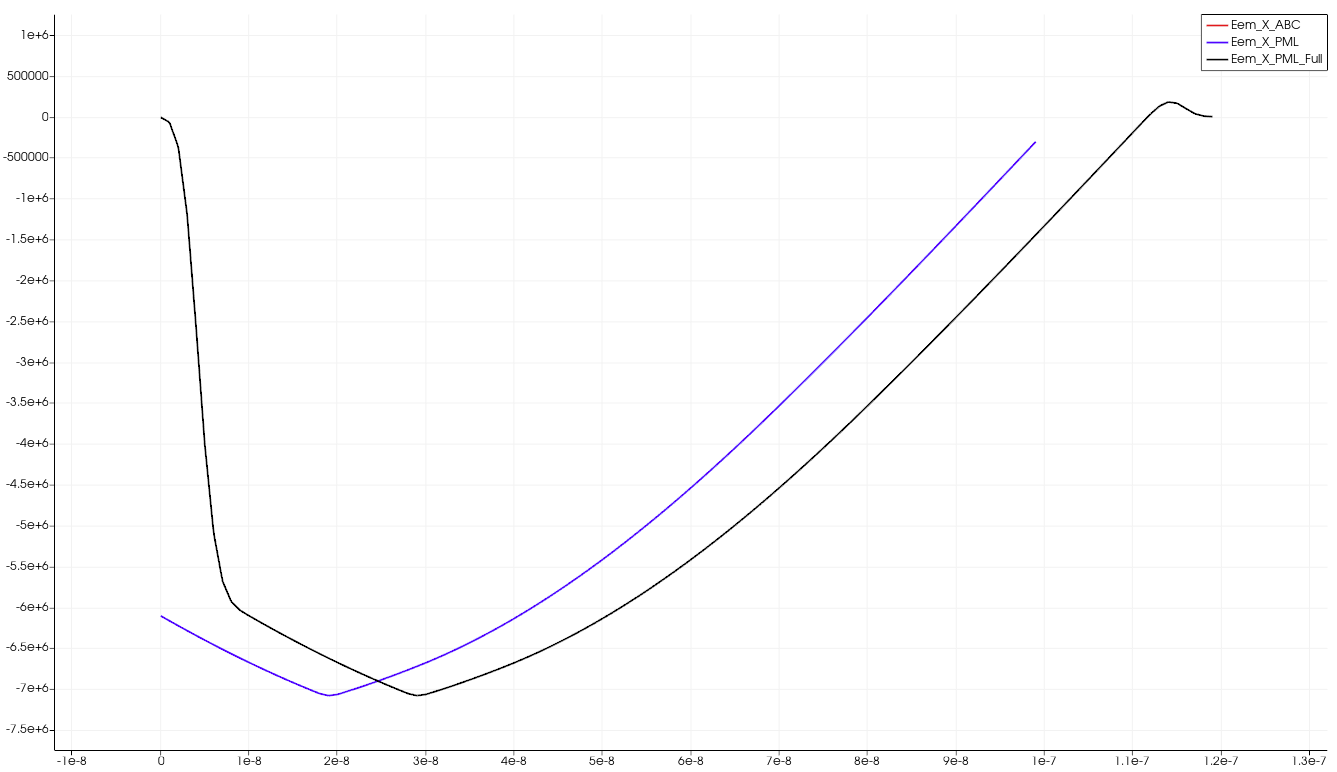 Eem_X_ABC
Eem_X_PML
Eem_X_PML_Full
1e+6
500000
0
-500000
-1e+6
-1.5e+6
-2e+6
-2.5e+6
-3e+6
-3.5e+6
-4e+6
-4.5e+6
-5e+6
-5.5e+6
-6e+6
-6.5e+6
-7e+6
-7.5e+6
-1e-8 0 1e-8 2e-8 3e-8 4e-8 5e-8 6e-8 7e-8 8e-8 9e-8 1e-7 1.1e-7 1.2e-7 1.3e-7